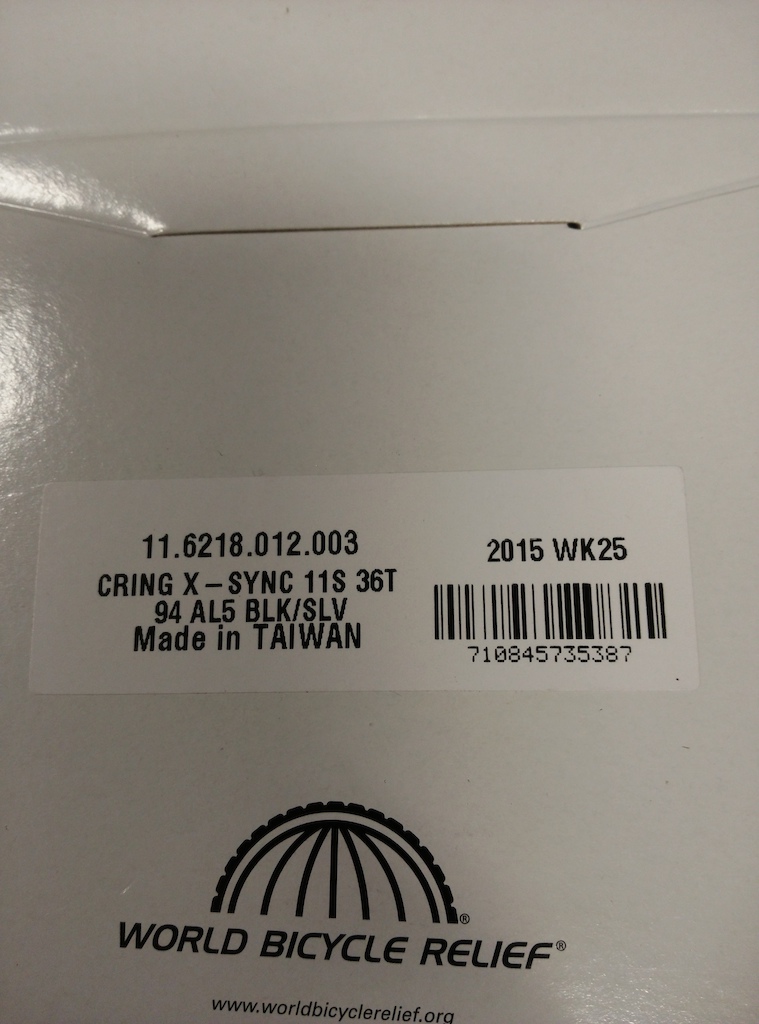 11.6218.012.003
2015 WK25
CRING X-SYNC 11S 36T
94 AL5 BLK/SLV
Made in TAIWAN
710845735387
®
WORLD BICYCLE RELIEF®
www.worldbicyclerelief.org